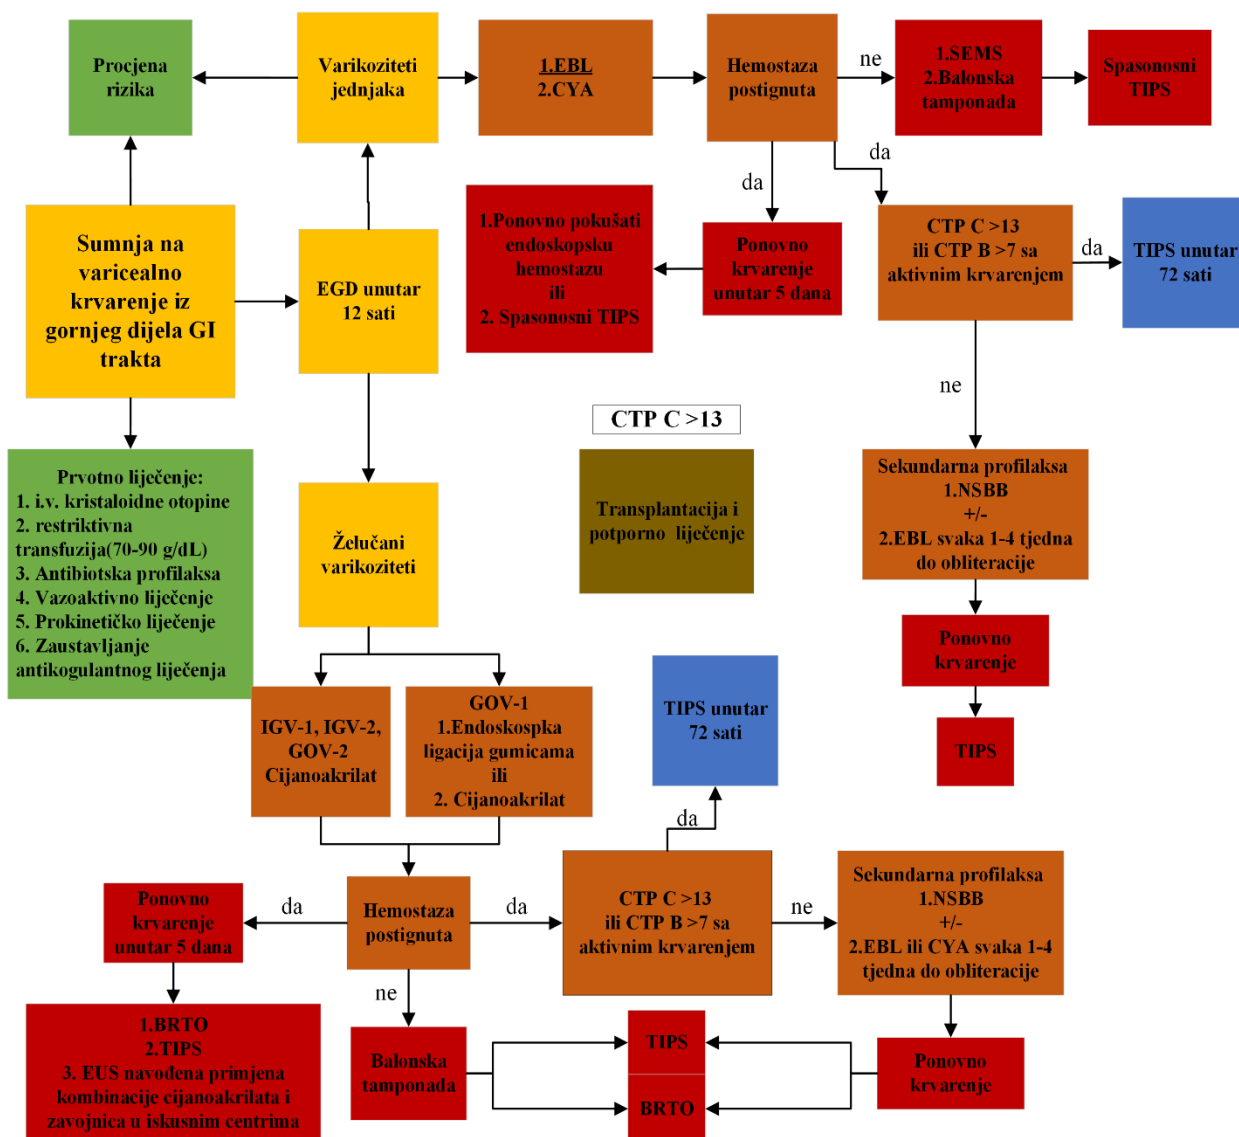 Procjena
rizika
Varikoziteti
jednjaka
1.EBL
2.CYA
Hemostaza
postignuta
ne
1.SEMS
2.Balonska
tamponada
Spasonosni
TIPS
da
da
Sumnja na
varicealno
krvarenje iz
gornjeg dijela GI
trakta
EGD unutar
12 sati
1.Ponovno pokušati
endoskopsku
hemostazu
ili
2. Spasonosni TIPS
Ponovno
krvarenje
unutar 5 dana
CTP C >13
ili CTP B >7 sa
aktivnim krvarenjem
da
TIPS unutar
72 sati
ne
CTP C >13
Transplantacija i
potporno liječenje
Prvotno liječenje:
1. i.v. kristaloidne otopine
2. restriktivna
transfuzija(70-90 g/dL)
3. Antibiotska profilaksa
4. Vazoaktivno liječenje
5. Prokinetičko liječenje
6. Zaustavljanje
antikogulantnog liječenja
Želučani
varikoziteti
Sekundarna profilaksa
1.NSBB
+/-
2.EBL svaka 1-4 tjedna
do obliteracije
Ponovno
krvarenje
TIPS
IGV-1, IGV-2,
GOV-2
Cijanoakrilat
GOV-1
1.Endoskospka
ligacija gumicama
ili
2. Cijanoakrilat
TIPS unutar
72 sati
da
Ponovno
krvarenje
unutar 5 dana
da
Hemostaza
postignuta
da
CTP C >13
ili CTP B >7 sa
aktivnim krvarenjem
ne
Sekundarna profilaksa
1.NSBB
+/-
2.EBL ili CYA svaka 1-4
tjedna do obliteracije
ne
1.BRTO
2.TIPS
3. EUS navođena primjena
kombinacije cijanoakrilata i
zavojnica u iskusnim centrima
Balonska
tamponada
TIPS
BRTO
Ponovno
krvarenje